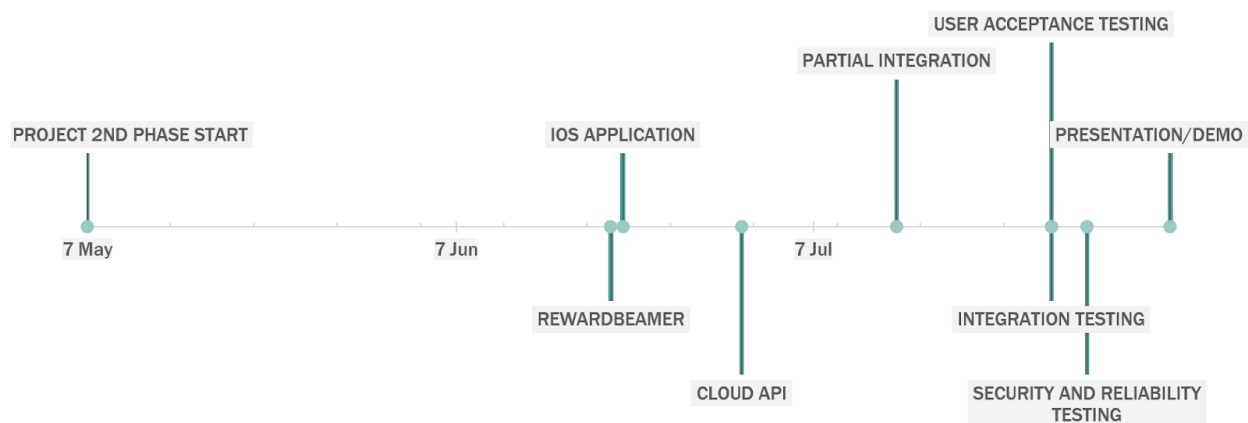 USER ACCEPTANCE TESTING
PARTIAL INTEGRATION
PROJECT 2ND PHASE START
IOS APPLICATION
PRESENTATION/DEMO
7 May
7 Jun
7 Jul
REWARDBEAMER
INTEGRATION TESTING
CLOUD API
SECURITY AND RELIABILITY
TESTING